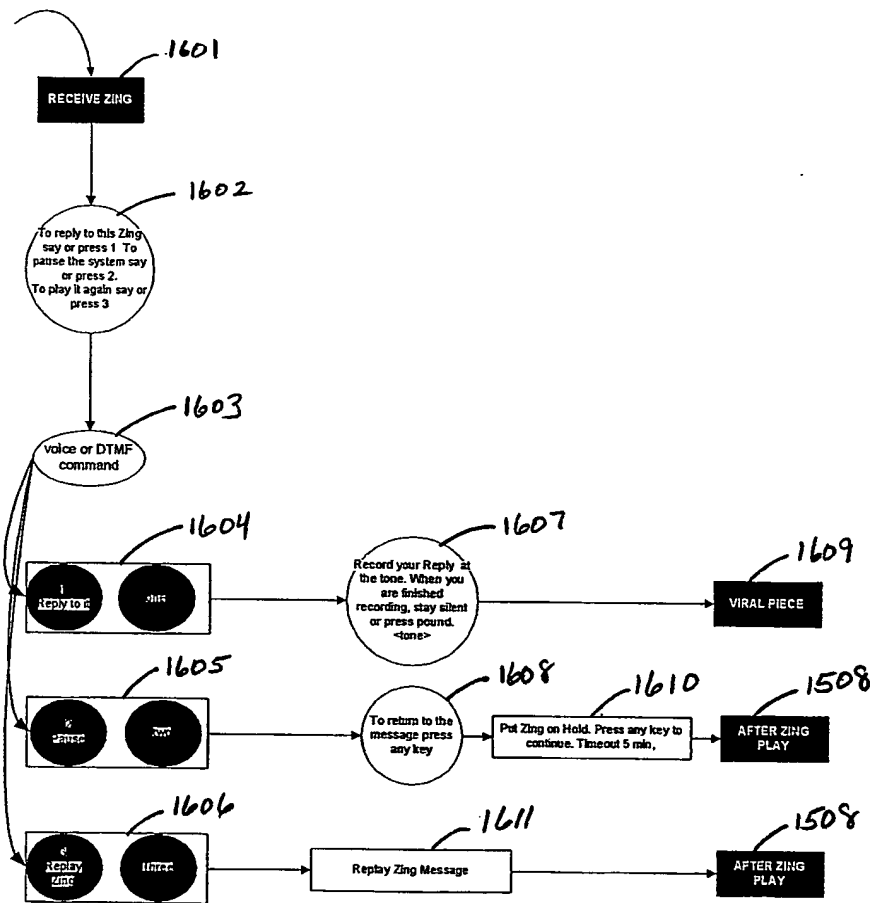 1601
RECEIVE ZING
1602
To reply to this Zing
say or press 1 To
pause the system say
or press 2.
To play it again say or
press 3
1603
voice or DTMF
command
1604
1607
1609
Reply to it
one
Record your Reply at
the tone. When you
are finished
recording, stay silent
or press pound.
<tone>
VIRAL PIECE
1605
1608
1610
1508
Pause
two
To return to the
message press
any key
Put Zing on Hold. Press any key to
continue. Timeout 5 min,
AFTER ZING
PLAY
1606
1611
1508
Replay
Zing
Three
Replay Zing Message
AFTER ZING
PLAY